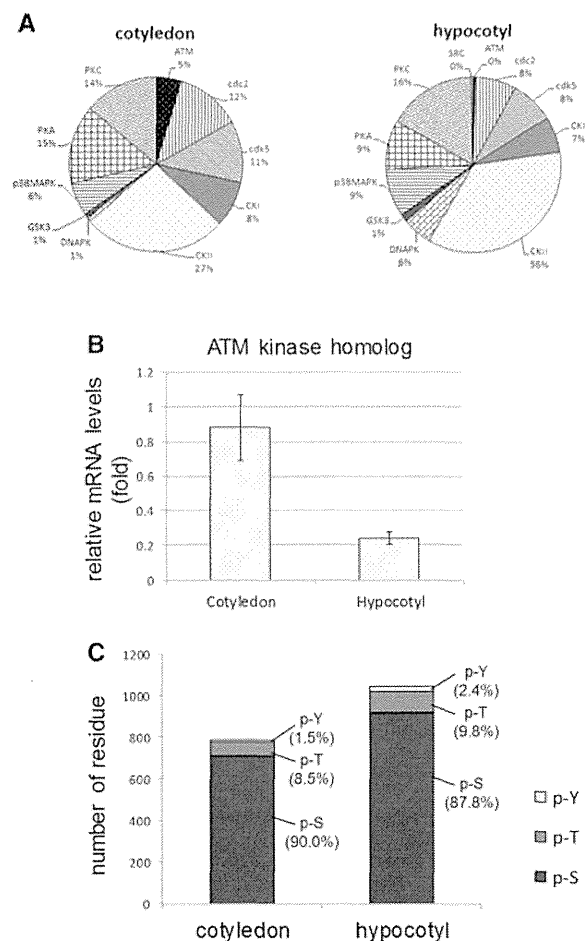 A
cotyledon
ATM
5%
cdc2
12%
cdk5
11%
CKI
8%
CKII
27%
DNAPK
1%
GSK3
1%
p38MAPK
6%
PKA
15%
PKC
14%
hypocotyl
SRC
0%
ATM
0%
cdc2
8%
cdk5
8%
CKI
7%
CKII
GSK3
1%
DNAPK
p38MAPK
9%
PKA
9%
PKC
16%
B
ATM kinase homolog
relative mRNA levels
(fold)
1.2
1
0.8
0.6
0.4
0.2
0
Cotyledon
Hypocotyl
C
number of residue
1200
1000
800
600
400
200
0
p-Y
(1.5%)
p-T
(8.5%)
p-S
(90.0%)
p-Y
(2.4%)
p-T
(9.8%)
p-S
(87.8%)
p-Y
p-T
p-S
cotyledon
hypocotyl